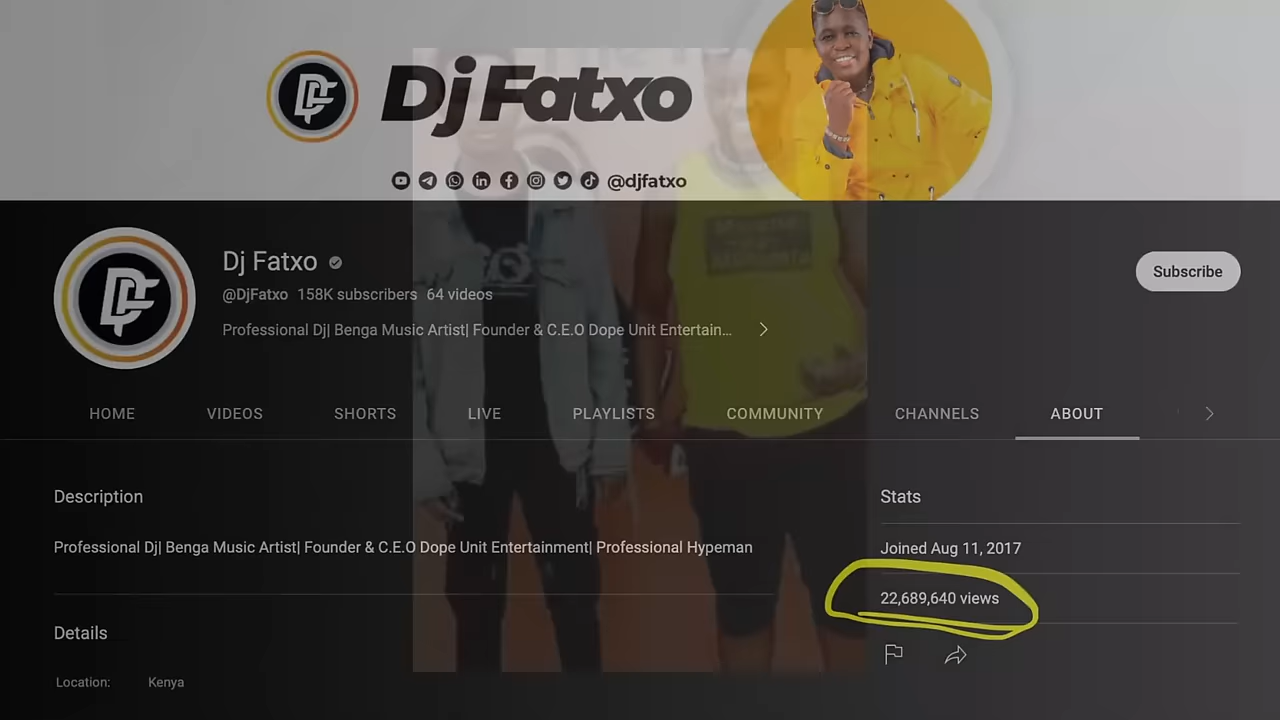 Dj Fatxo
@djfatxo
Dj Fatxo
@DjFatxo 158K subscribers 64 videos
Subscribe
Professional Dj| Benga Music Artist| Founder & C.E.O Dope Unit Entertain...
HOME VIDEOS SHORTS LIVE PLAYLISTS COMMUNITY CHANNELS ABOUT
Description
Stats
Professional Dj| Benga Music Artist| Founder & C.E.O Dope Unit Entertainment| Professional Hypeman
Joined Aug 11, 2017
22,689,640 views
Details
Location: Kenya